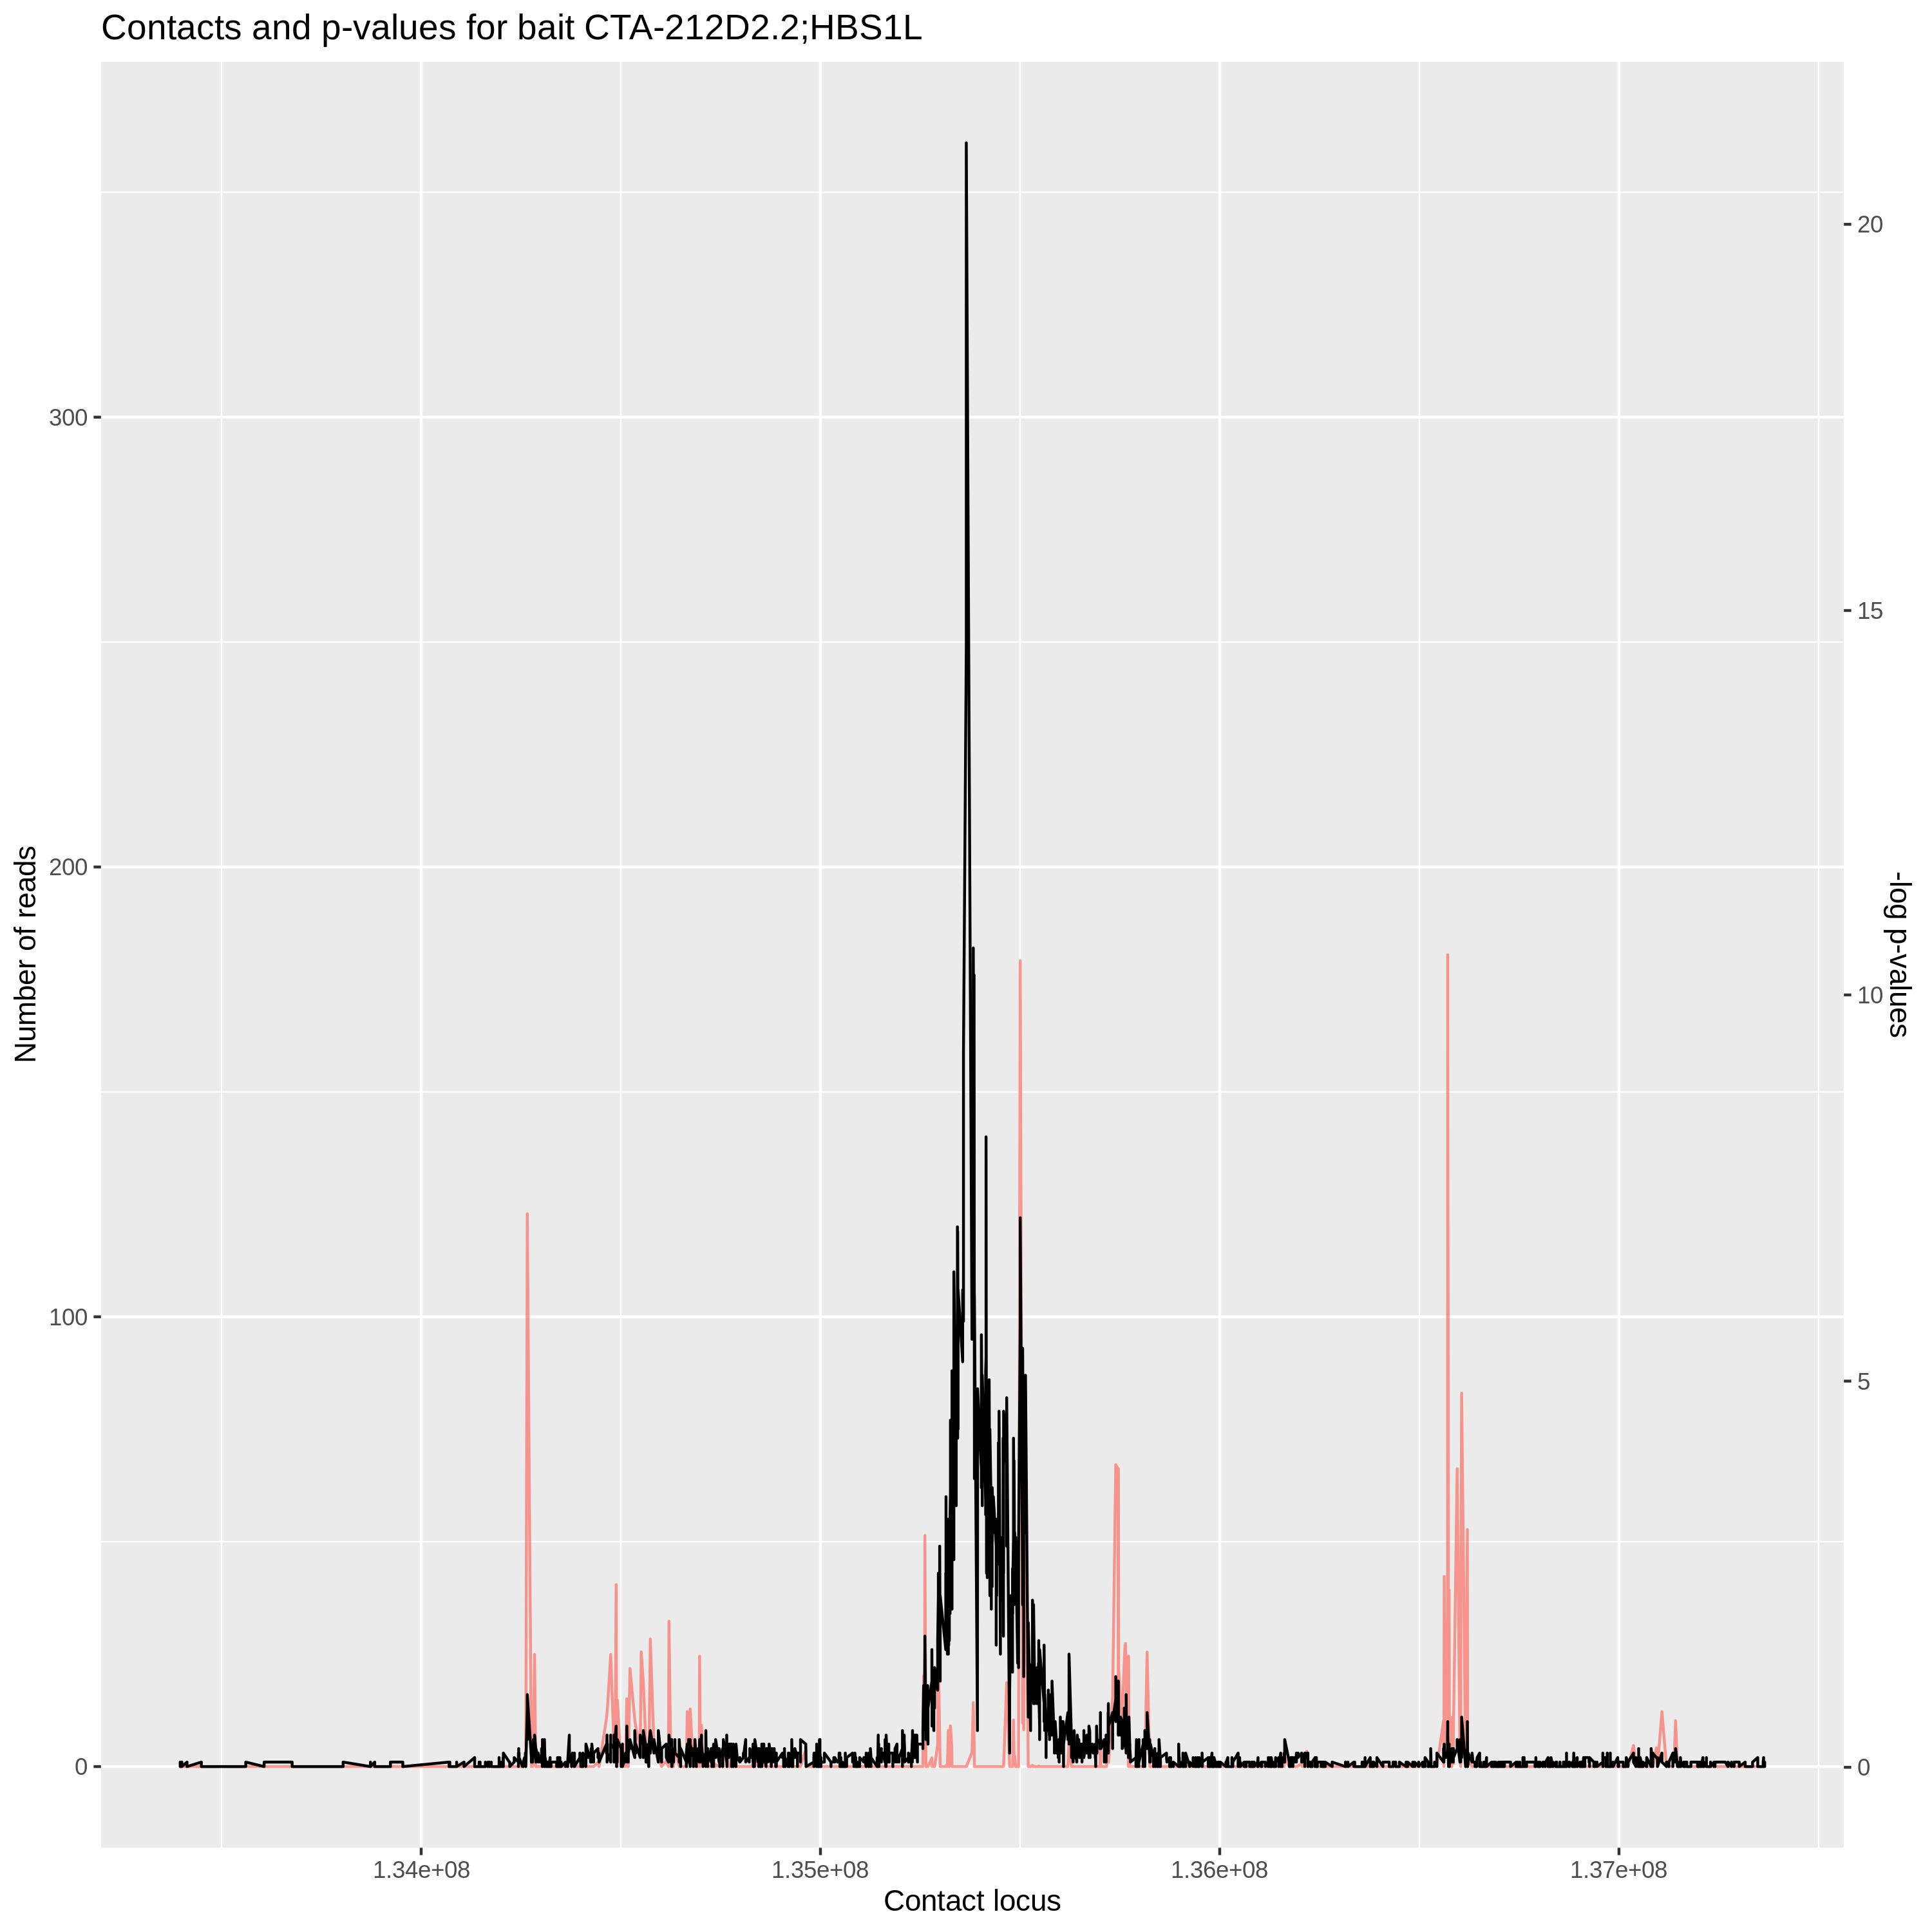 Contacts and p-values for bait CTA-212D2.2;HBS1L
Number of reads
300
200
100
0
20
15
10
5
0
-log p-values
1.34e+08
1.35e+08
1.36e+08
1.37e+08
Contact locus